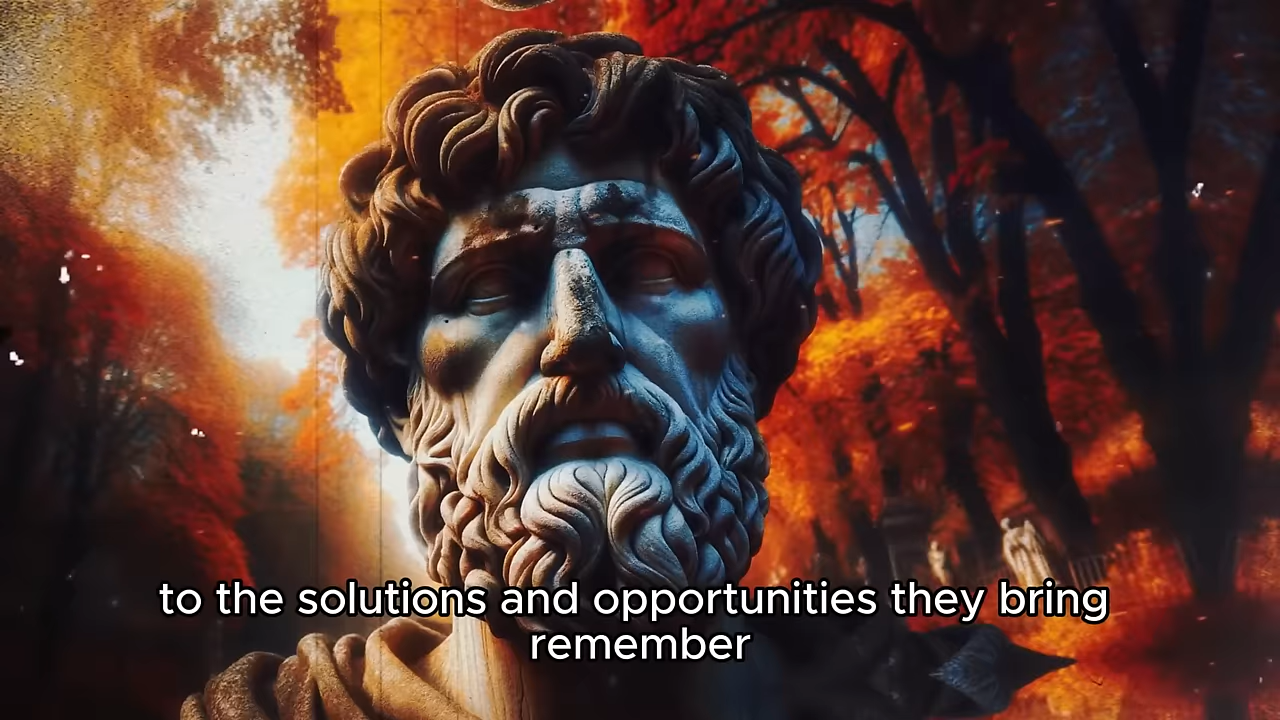 to the solutions and opportunities they bring
remember